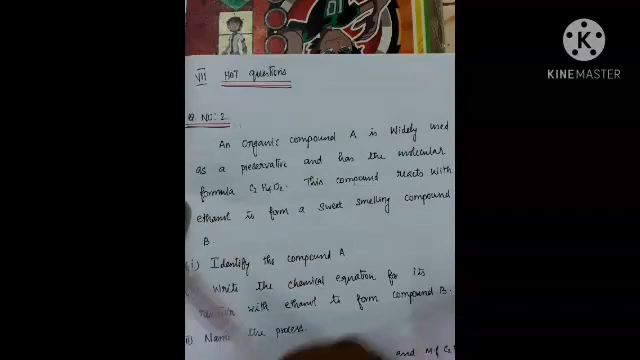 VII HOT questions
Q. NO: 2
An organic compound A is widely used
as a preservative and has the molecular
formula C2 H4 O2. This compound reacts with
ethanol to form a sweet smelling compound
B
(i) Identify the compound A
Write the chemical equation for its
reaction with ethanol to form compound B.
Name the process.
and
KINEMASTER